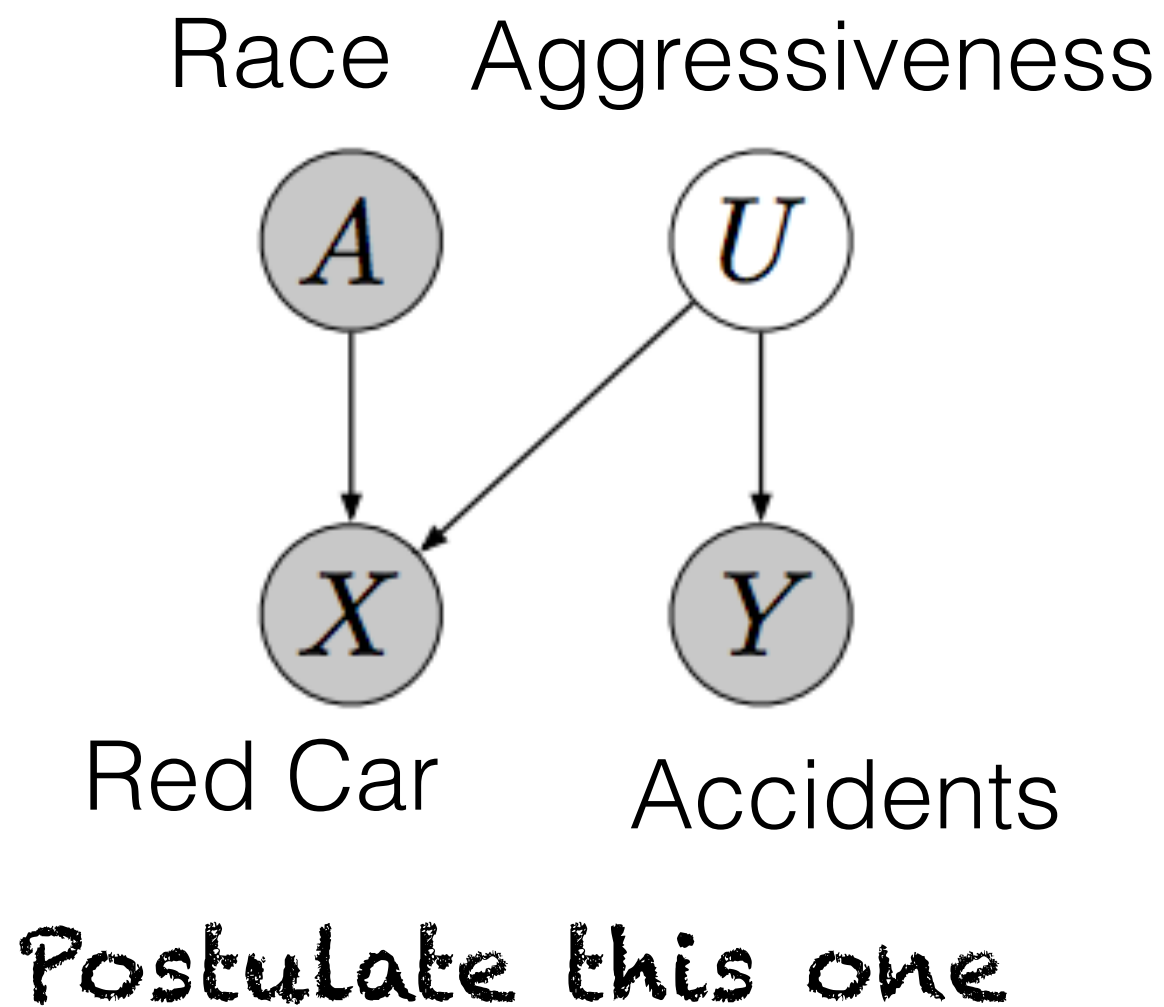 Race Aggressiveness
A U
X Y
Red Car Accidents
Postulate this one